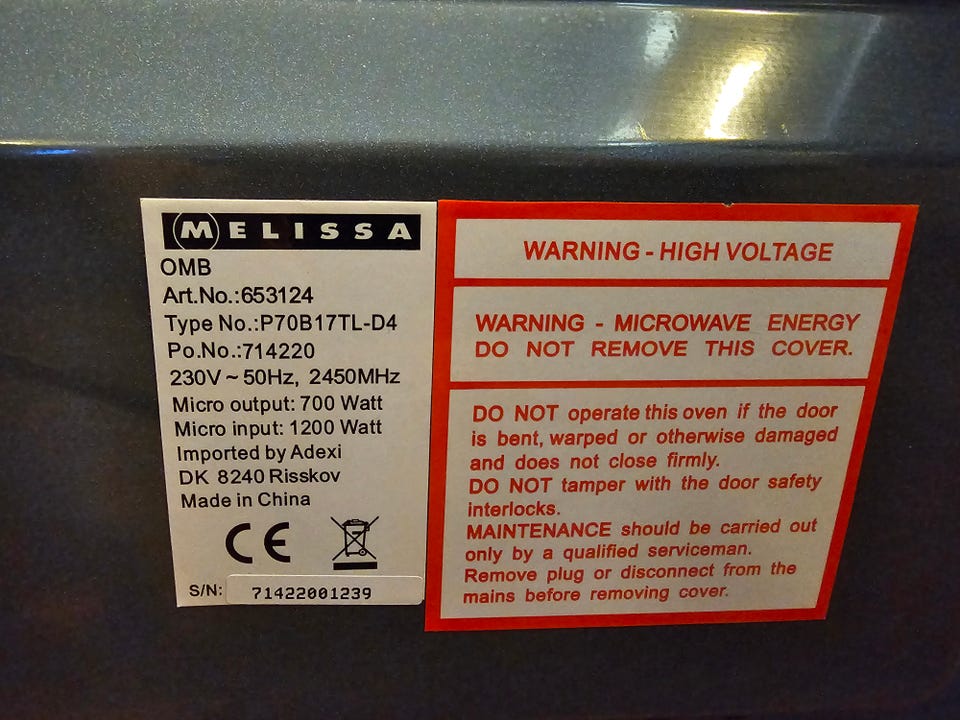 MELISSA
OMB
Art.No.:653124
Type No.:P70B17TL-D4
Po.No.:714220
230V~50Hz, 2450MHz
Micro output: 700 Watt
Micro input: 1200 Watt
Imported by Adexi
DK 8240 Risskov
Made in China
CE
S/N: 71422001239
WARNING - HIGH VOLTAGE
WARNING - MICROWAVE ENERGY
DO NOT REMOVE THIS COVER.
DO NOT operate this oven if the door
is bent, warped or otherwise damaged
and does not close firmly.
DO NOT tamper with the door safety
interlocks.
MAINTENANCE should be carried out
only by a qualified serviceman.
Remove plug or disconnect from the
mains before removing cover.